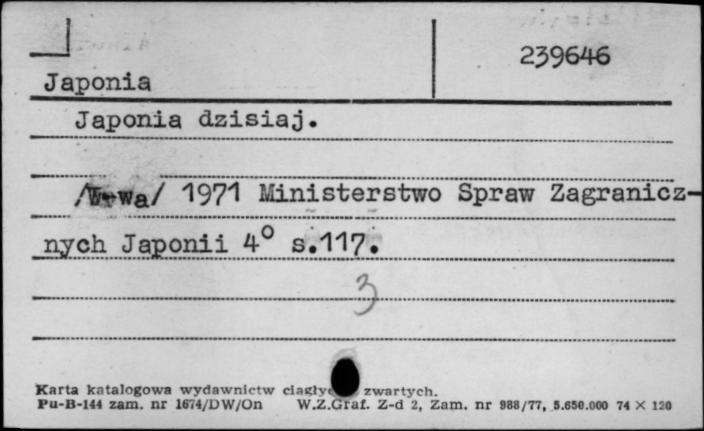 239646
Japonia
Japonia dzisiaj.
/W-wa/ 1971 Ministerstwo Spraw Zagranicz-
nych Japonii 4° s.117.
3
Karta katalogowa wydawnictw zwartych.
Pu-B-144 zam. nr 1674/DW/On W.Z.Graf. Z-d 2, Zam. nr 988/77, 5.650.000 74 × 120